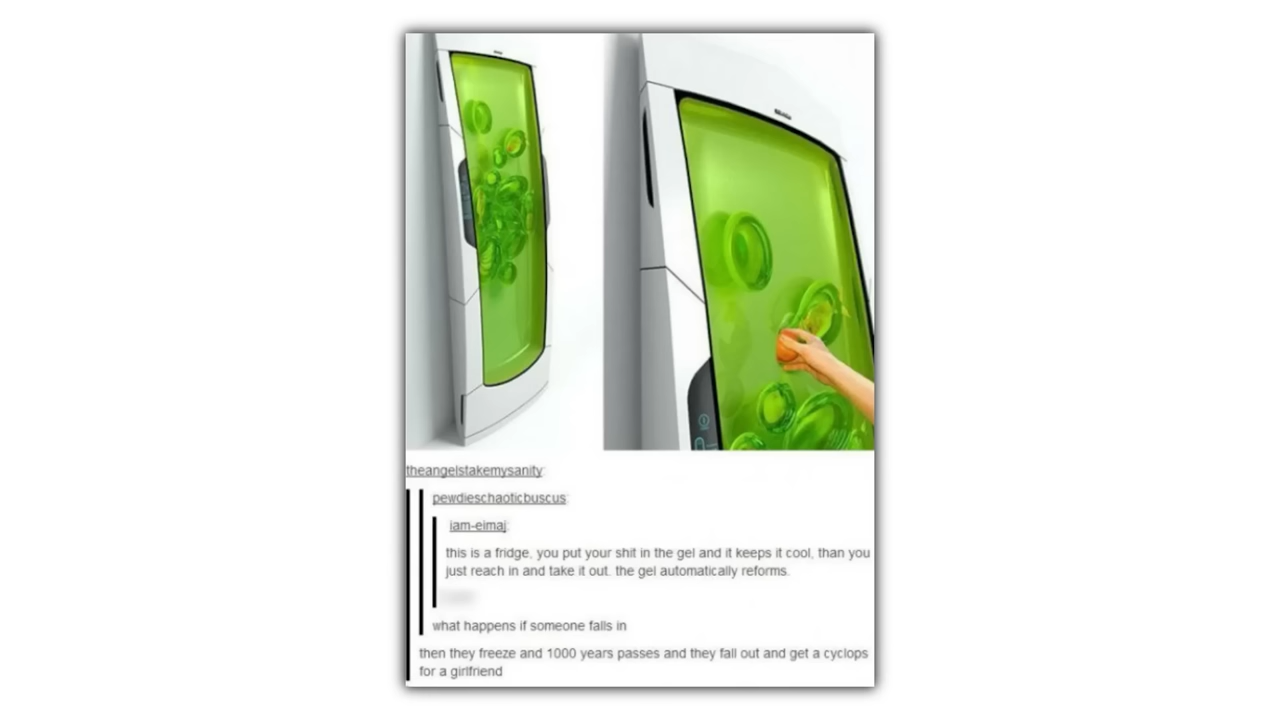 theangelstakemysanity:
pewdieschaoticbuscus:
iam-eimaj:
this is a fridge, you put your shit in the gel and it keeps it cool, than you
just reach in and take it out. the gel automatically reforms.
what happens if someone falls in
then they freeze and 1000 years passes and they fall out and get a cyclops
for a girlfriend